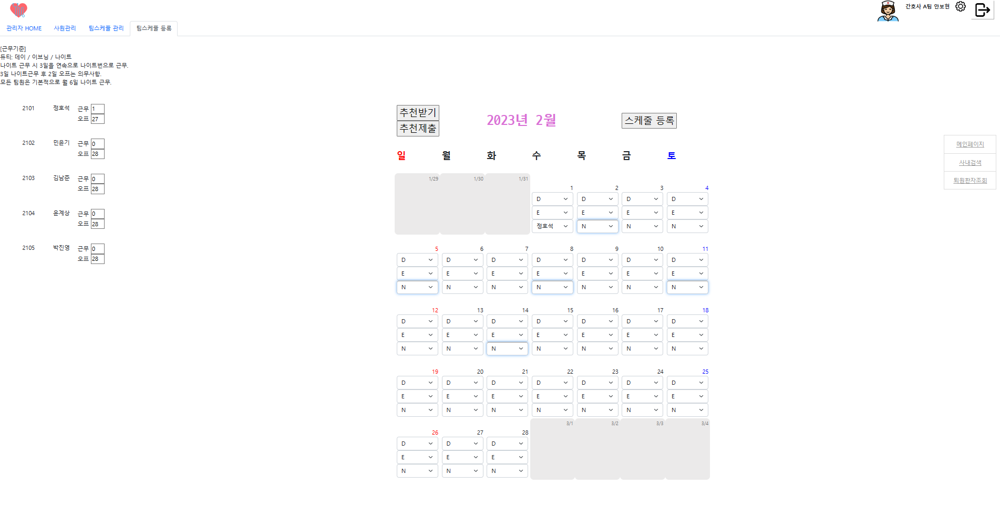 간호사 A팀 안보현
관리자 HOME 사원관리 팀스케쥴 관리 팀스케쥴 등록
[근무기준]
듀티: 데이 / 이브닝 / 나이트
나이트 근무 시 3일을 연속으로 나이트번으로 근무.
3일 나이트근무 후 2일 오프는 의무사항.
모든 팀원은 기본적으로 월 6일 나이트 근무.
2101 정호석 근무 1
오프 27
2102 민윤기 근무 0
오프 28
2103 김남준 근무 0
오프 28
2104 윤계상 근무 0
오프 28
2105 박진영 근무 0
오프 28
추천받기
추천제출
2023년 2월
스케줄 등록
일 월 화 수 목 금 토
1/29 1/30 1/31
1 2 3 4
D D D D
E E E E
정호석 N N N
5 6 7 8 9 10 11
D D D D D D D
E E E E E E E
N N N N N N N
12 13 14 15 16 17 18
D D D D D D D
E E E E E E E
N N N N N N N
19 20 21 22 23 24 25
D D D D D D D
E E E E E E E
N N N N N N N
3/1 3/2 3/3 3/4
26 27 28
D D D
E E E
N N N
메인페이지
사내검색
퇴원환자조회